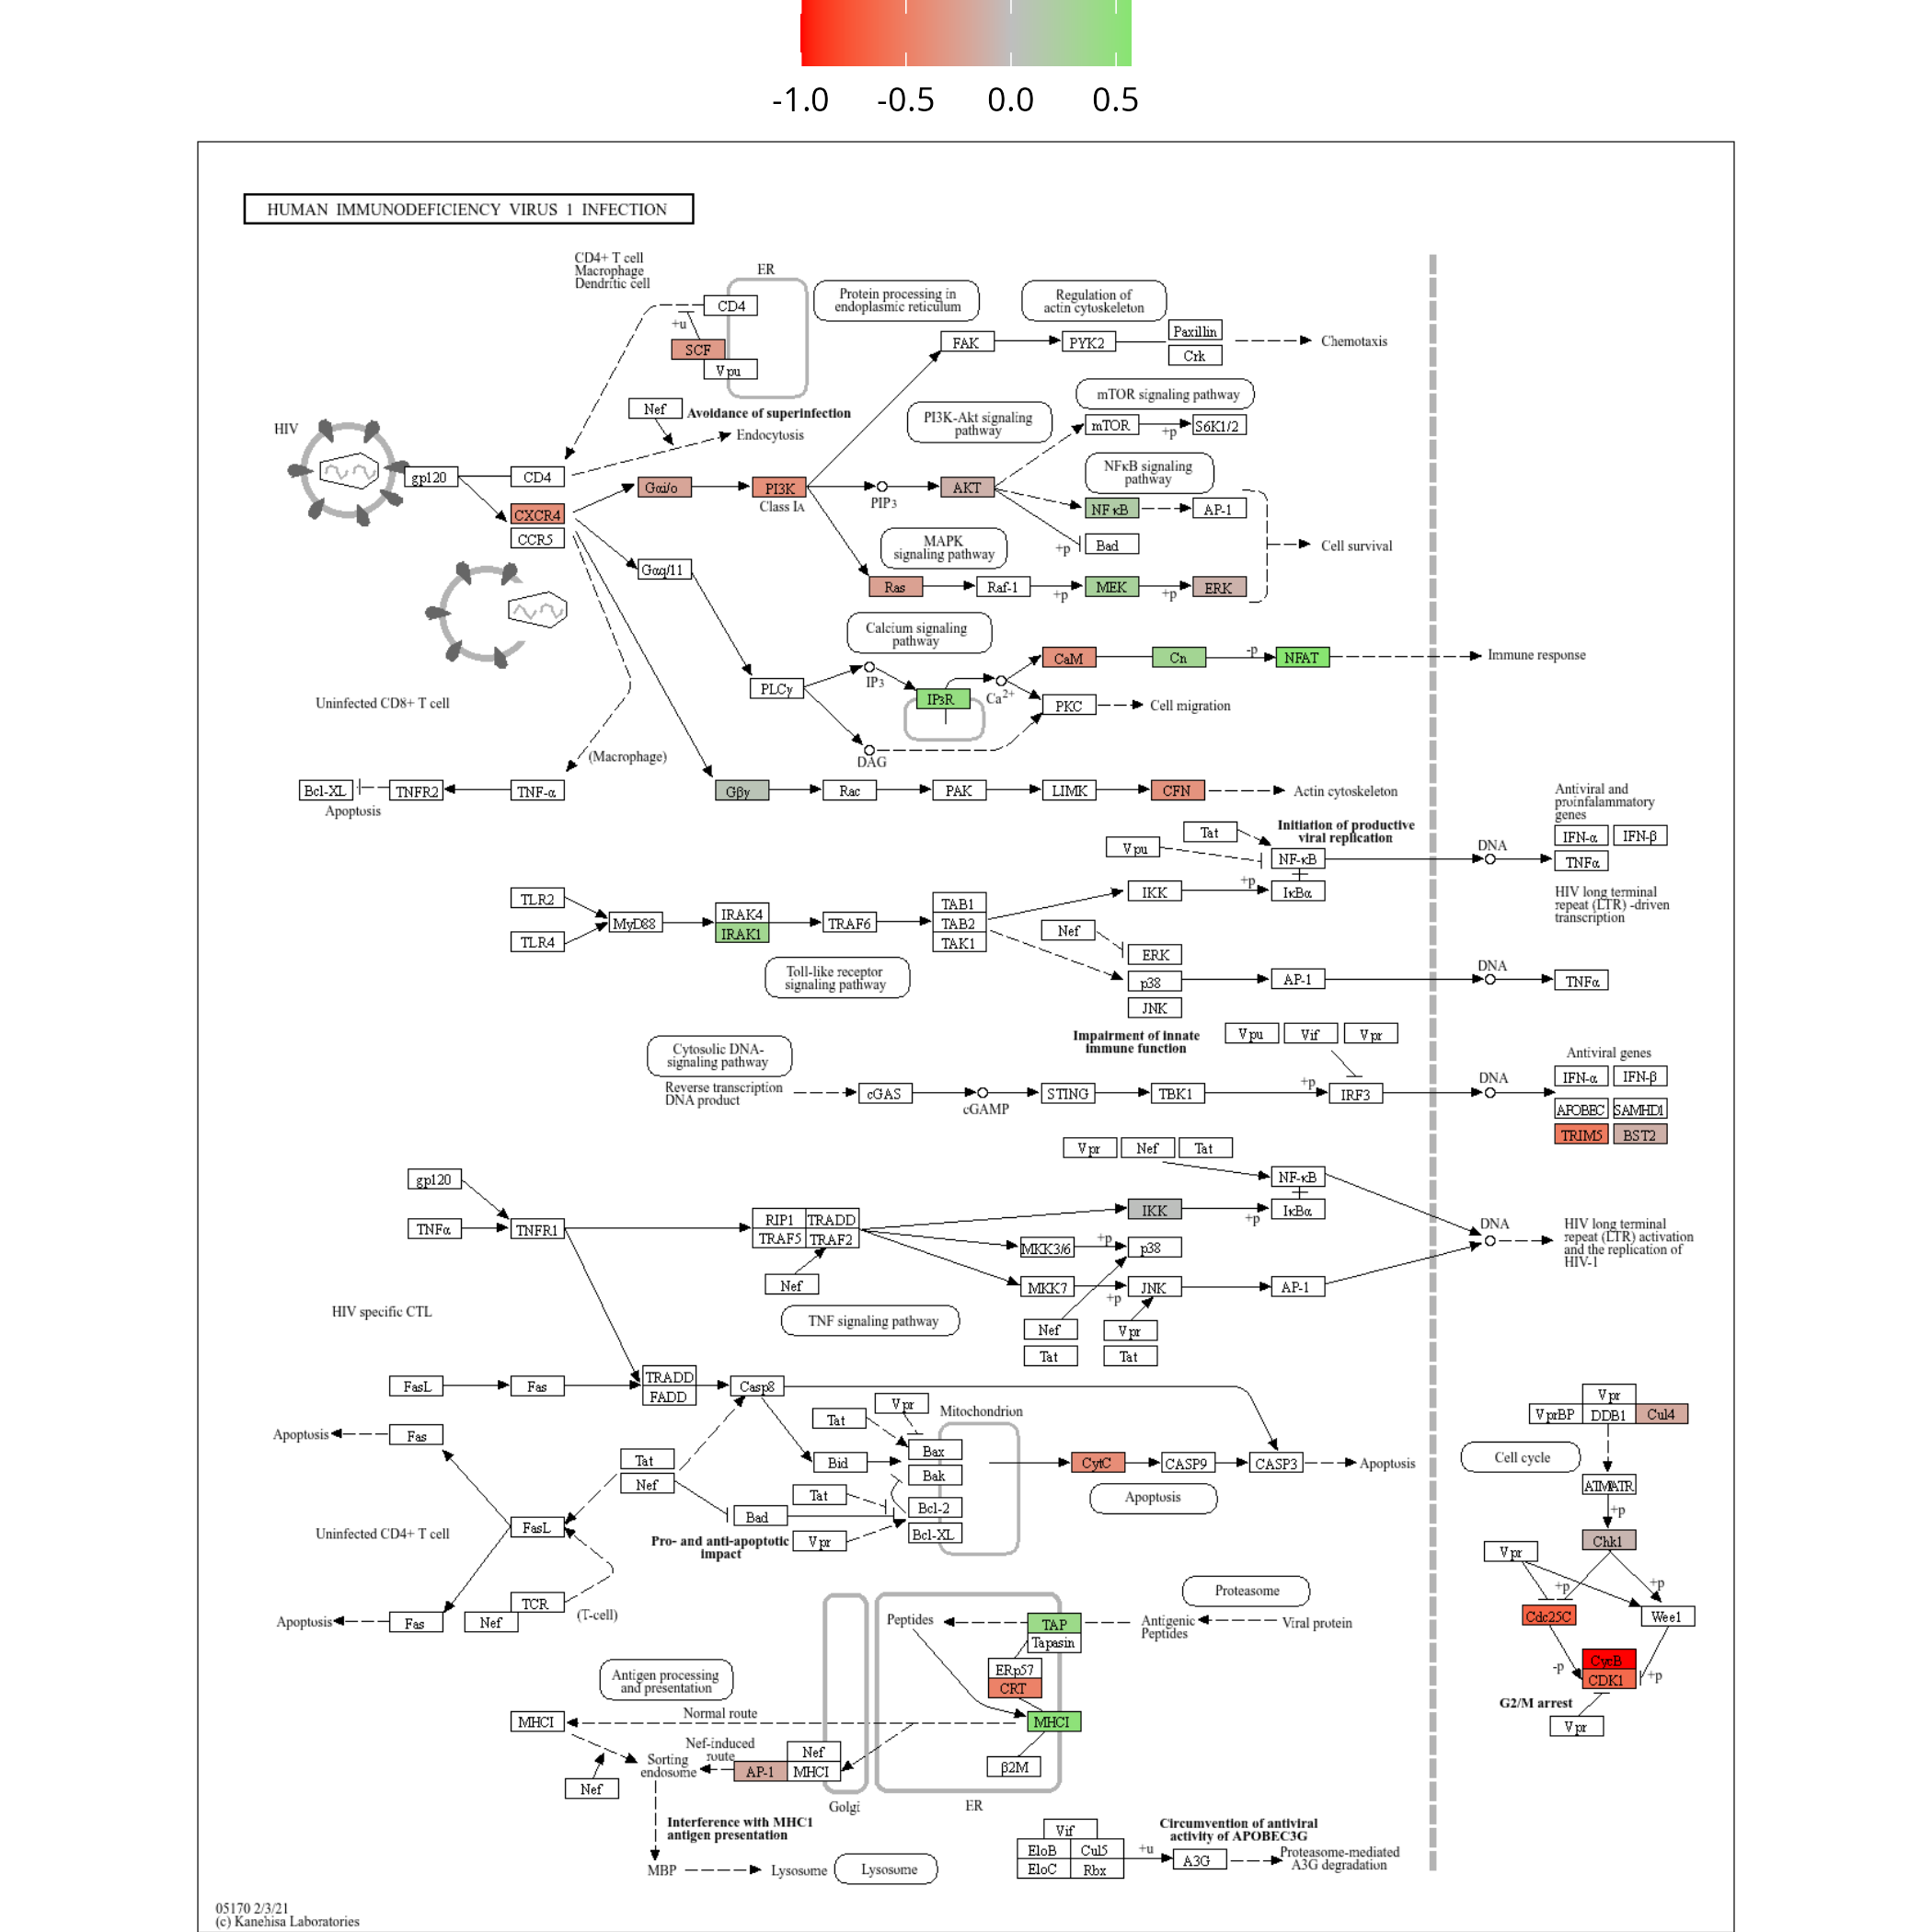 -1.0 -0.5 0.0 0.5
HUMAN IMMUNODEFICIENCY VIRUS 1 INFECTION
CD4+ T cell
Macrophage
Dendritic cell
ER
CD4
+u
SCF
Vpu
Protein processing in
endoplasmic reticulum
Regulation of
actin cytoskeleton
FAK
PYK2
Paxillin
Crk
Chemotaxis
Nef
Avoidance of superinfection
Endocytosis
PI3K-Akt signaling
pathway
mTOR signaling pathway
mTOR
+p
S6K1/2
HIV
gp120
CD4
CXCR4
CCR5
Gαi/o
PI3K
Class IA
PIP3
AKT
NFκB signaling
pathway
NFκB
AP-1
+p
Bad
Cell survival
MAPK
signaling pathway
Gαq/11
Ras
Raf-1
+p
MEK
+p
ERK
Calcium signaling
pathway
CaM
Cn
-p
NFAT
Immune response
PLCγ
IP3
IP3R
Ca2+
PKC
Cell migration
DAG
Uninfected CD8+ T cell
(Macrophage)
Bcl-XL
TNFR2
TNF-α
Apoptosis
Gβγ
Rac
PAK
LIMK
CFN
Actin cytoskeleton
Antiviral and
proinfalammatory
genes
IFN-α
IFN-β
TNFα
Tat
Initiation of productive
viral replication
Vpu
NF-κB
DNA
+p
IKK
IκBα
HIV long terminal
repeat (LTR) -driven
transcription
TLR2
TLR4
MyD88
IRAK4
IRAK1
TRAF6
TAB1
TAB2
TAK1
Nef
ERK
p38
JNK
AP-1
DNA
TNFα
Toll-like receptor
signaling pathway
Impairment of innate
immune function
Vpu
Vif
Vpr
Cytosolic DNA-
signaling pathway
Reverse transcription
DNA product
cGAS
cGAMP
STING
TBK1
+p
IRF3
DNA
Antiviral genes
IFN-α
IFN-β
APOBEC
SAMHD1
TRIM5
BST2
Vpr
Nef
Tat
NF-κB
gp120
TNFα
TNFR1
RIP1
TRADD
TRAF5
TRAF2
Nef
IKK
+p
IκBα
MKK3/6
+p
p38
MKK7
+p
JNK
AP-1
DNA
HIV long terminal
repeat (LTR) activation
and the replication of
HIV-1
TNF signaling pathway
Nef
Tat
Vpr
Tat
HIV specific CTL
FasL
Fas
TRADD
FADD
Casp8
Apoptosis
Fas
Tat
Nef
Tat
Vpr
Mitochondrion
Bax
Bid
Bak
Tat
Bcl-2
Bad
Bcl-XL
Vpr
Pro- and anti-apoptotic
impact
CytC
CASP9
CASP3
Apoptosis
Apoptosis
Uninfected CD4+ T cell
FasL
TCR
Nef
(T-cell)
Apoptosis
Fas
Vpr
VprBP
DDB1
Cul4
Cell cycle
ATM/ATR
+p
Chk1
Vpr
+p
+p
Cdc25C
Wee1
-p
CycB
CDK1
+p
G2/M arrest
Vpr
Proteasome
Peptides
TAP
Tapasin
Antigenic
Peptides
Viral protein
ERp57
CRT
MHCI
β2M
Antigen processing
and presentation
MHCI
Normal route
Nef-induced
route
Sorting
endosome
AP-1
Nef
MHCI
Nef
Golgi
ER
Interference with MHC1
antigen presentation
MBP
Lysosome
Lysosome
Vif
EloB
Cul5
EloC
Rbx
+u
A3G
Circumvention of antiviral
activity of APOBEC3G
Proteasome-mediated
A3G degradation
05170 2/3/21
(c) Kanehisa Laboratories